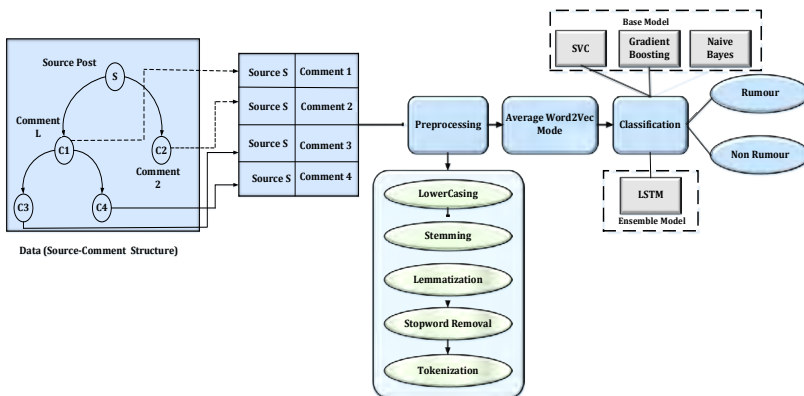 Source Post
S
Comment
L
C1
C2
Comment
2
C3
C4
Data (Source-Comment Structure)
Source S Comment 1
Source S Comment 2
Source S Comment 3
Source S Comment 4
Preprocessing
LowerCasing
Stemming
Lemmatization
Stopword Removal
Tokenization
Average Word2Vec
Mode
Base Model
SVC
Gradient
Boosting
Naive
Bayes
Classification
Rumour
Non Rumour
LSTM
Ensemble Model